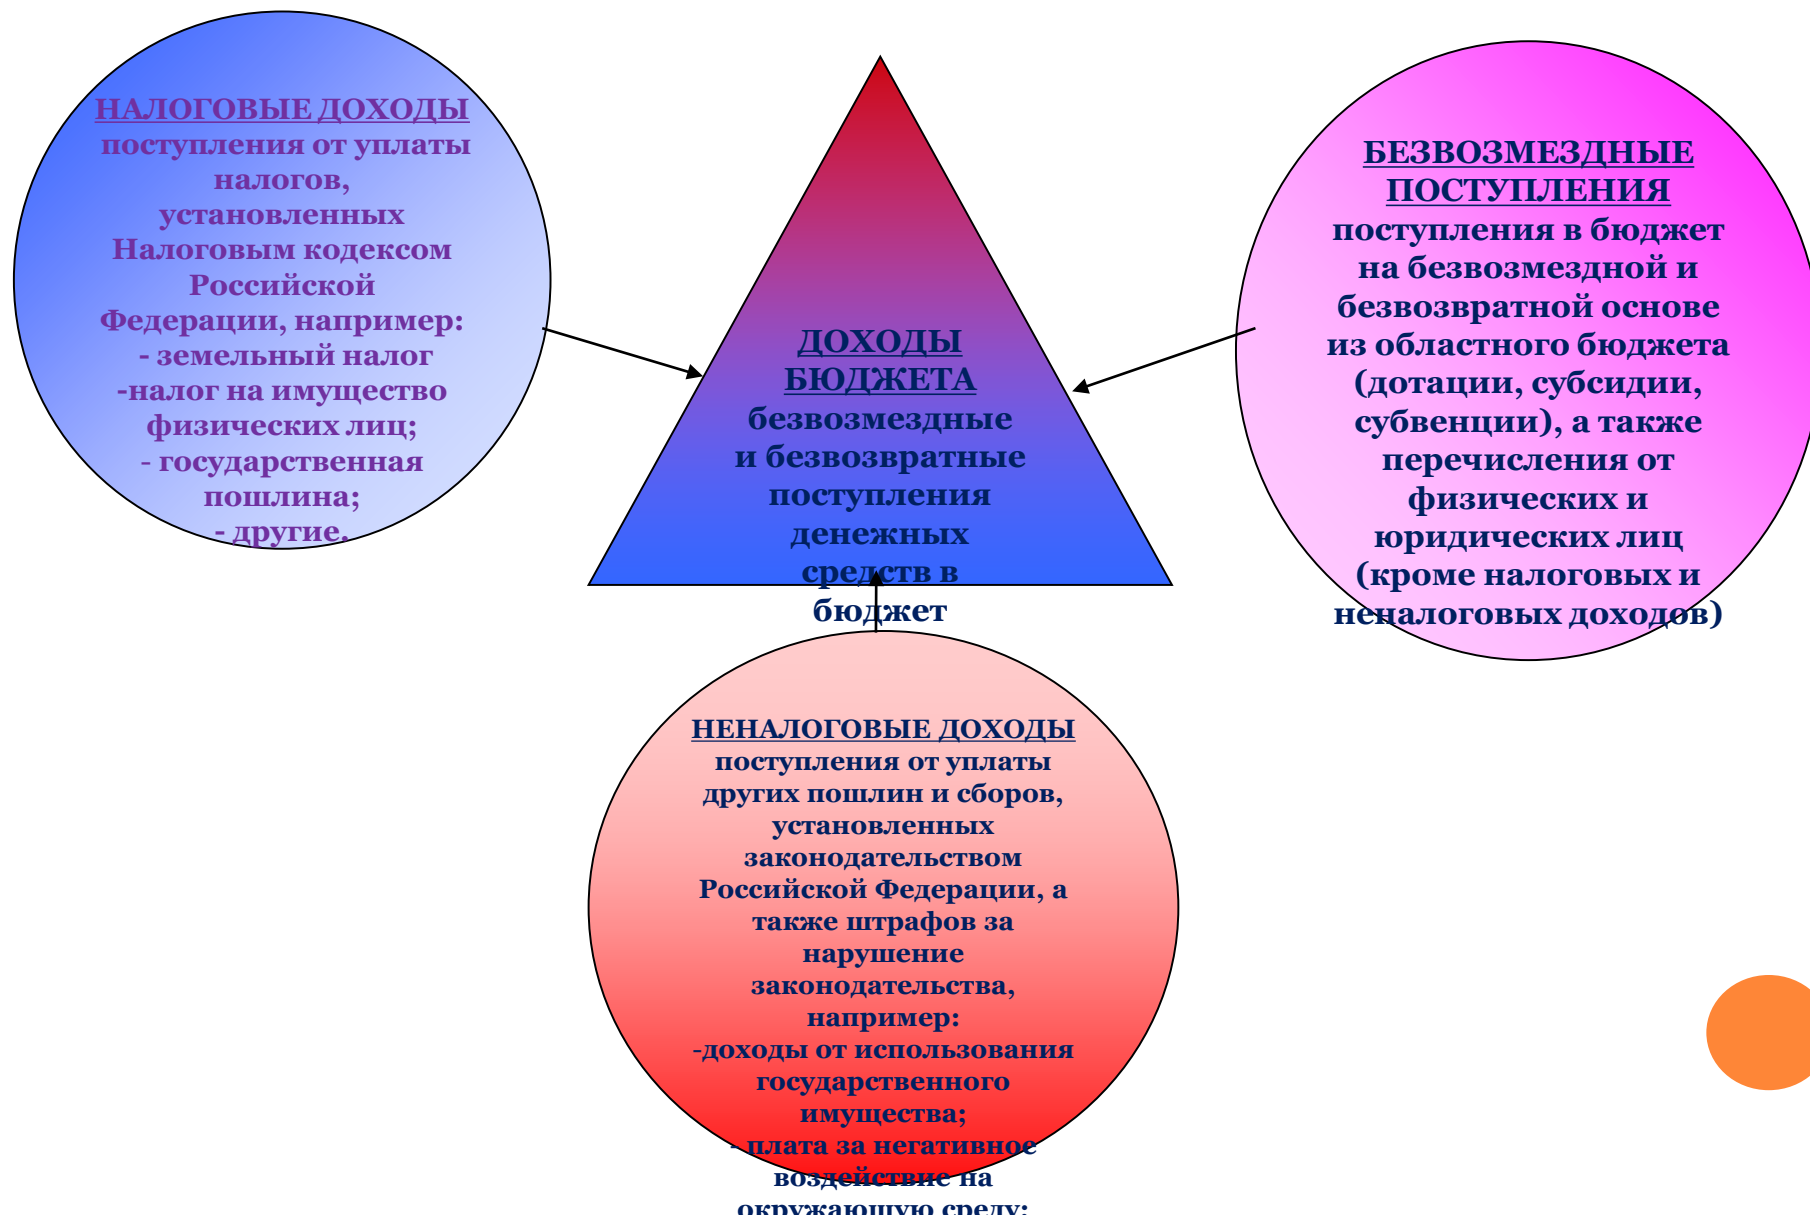 НАЛОГОВЫЕ ДОХОДЫ
поступления от уплаты
налогов,
установленных
Налоговым кодексом
Российской
Федерации, например:
- земельный налог
-налог на имущество
физических лиц;
- государственная
пошлина;
- другие.
ДОХОДЫ
БЮДЖЕТА
безвозмездные
и безвозвратные
поступления
денежных
средств в
бюджет
БЕЗВОЗМЕЗДНЫЕ
ПОСТУПЛЕНИЯ
поступления в бюджет
на безвозмездной и
безвозвратной основе
из областного бюджета
(дотации, субсидии,
субвенции), а также
перечисления от
физических и
юридических лиц
(кроме налоговых и
неналоговых доходов)
НЕНАЛОГОВЫЕ ДОХОДЫ
поступления от уплаты
других пошлин и сборов,
установленных
законодательством
Российской Федерации, а
также штрафов за
нарушение
законодательства,
например:
-доходы от использования
государственного
имущества;
- плата за негативное
воздействие на
окружающую среду;